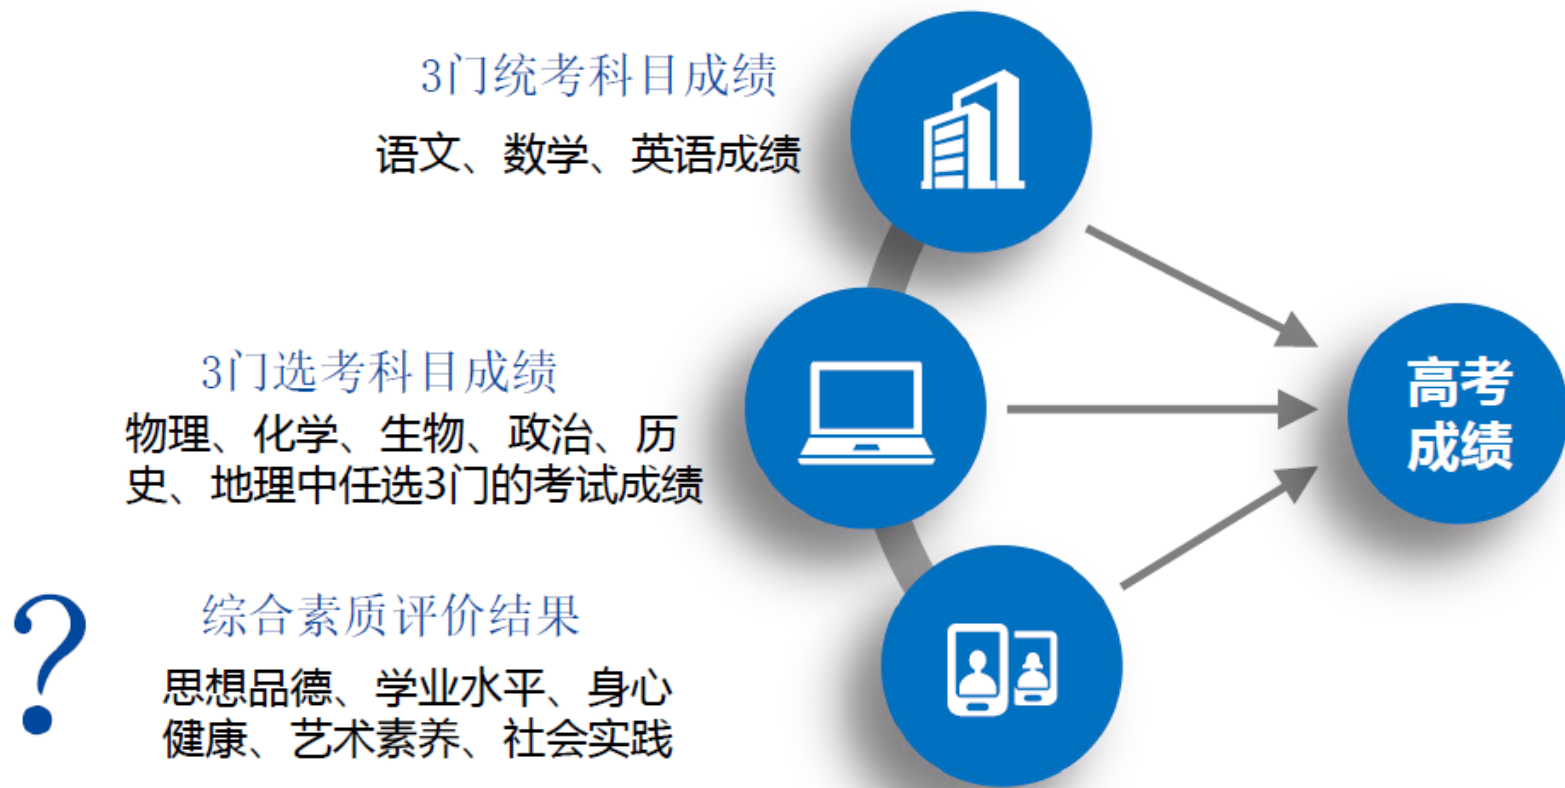 3门统考科目成绩
语文、数学、英语成绩
3门选考科目成绩
物理、化学、生物、政治、历
史、地理中任选3门的考试成绩
高考
成绩
?
综合素质评价结果
思想品德、学业水平、身心
健康、艺术素养、社会实践